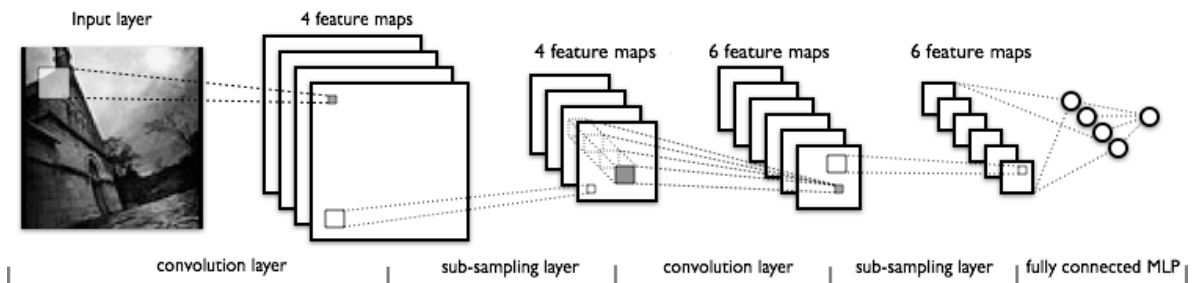 Input layer
4 feature maps
4 feature maps
6 feature maps
6 feature maps
convolution layer
sub-sampling layer
convolution layer
sub-sampling layer
fully connected MLP